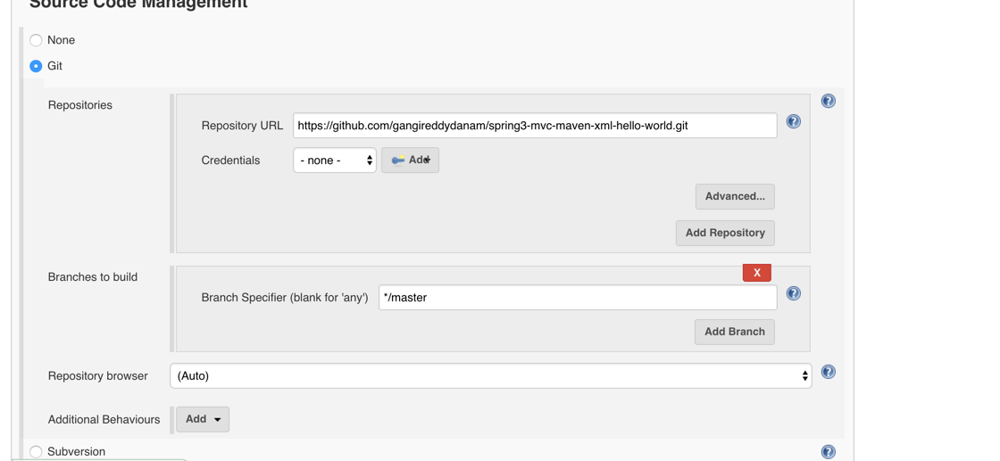 Source Code Management
None
Git
Repositories
Repository URL https://github.com/gangireddydanam/spring3-mvc-maven-xml-hello-world.git
Credentials - none - Add
Advanced...
Add Repository
Branches to build
X
Branch Specifier (blank for 'any') */master
Add Branch
Repository browser (Auto)
Additional Behaviours Add
Subversion